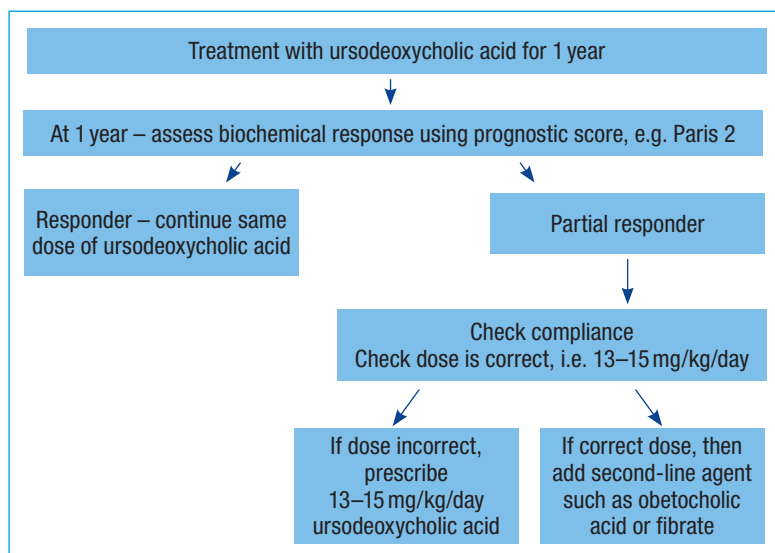 Treatment with ursodeoxycholic acid for 1 year
At 1 year – assess biochemical response using prognostic score, e.g. Paris 2
Responder – continue same
dose of ursodeoxycholic acid
Partial responder
Check compliance
Check dose is correct, i.e. 13–15 mg/kg/day
If dose incorrect,
prescribe
13–15 mg/kg/day
ursodeoxycholic acid
If correct dose, then
add second-line agent
such as obetocholic
acid or fibrate